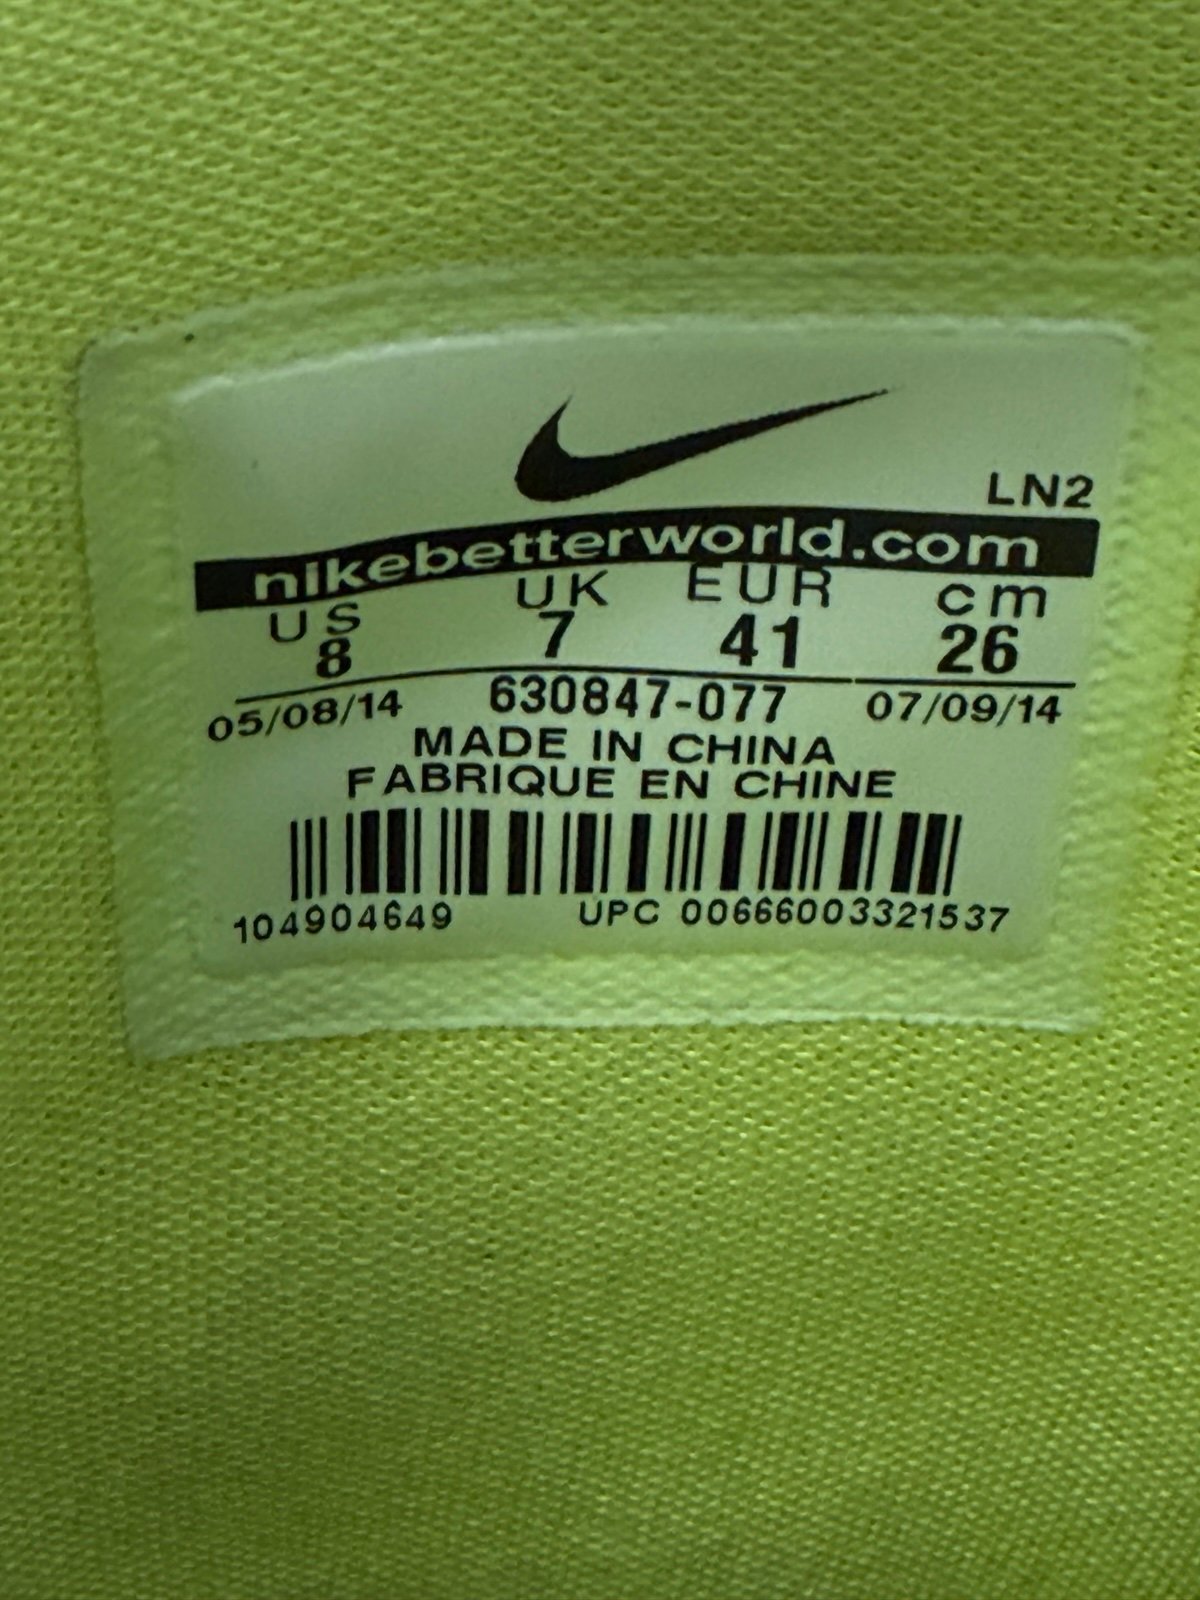 LN2
nikebetterworld.com
US UK EUR cm
8 7 41 26
05/08/14 630847-077 07/09/14
MADE IN CHINA
FABRIQUE EN CHINE
104904649 UPC 00666003321537